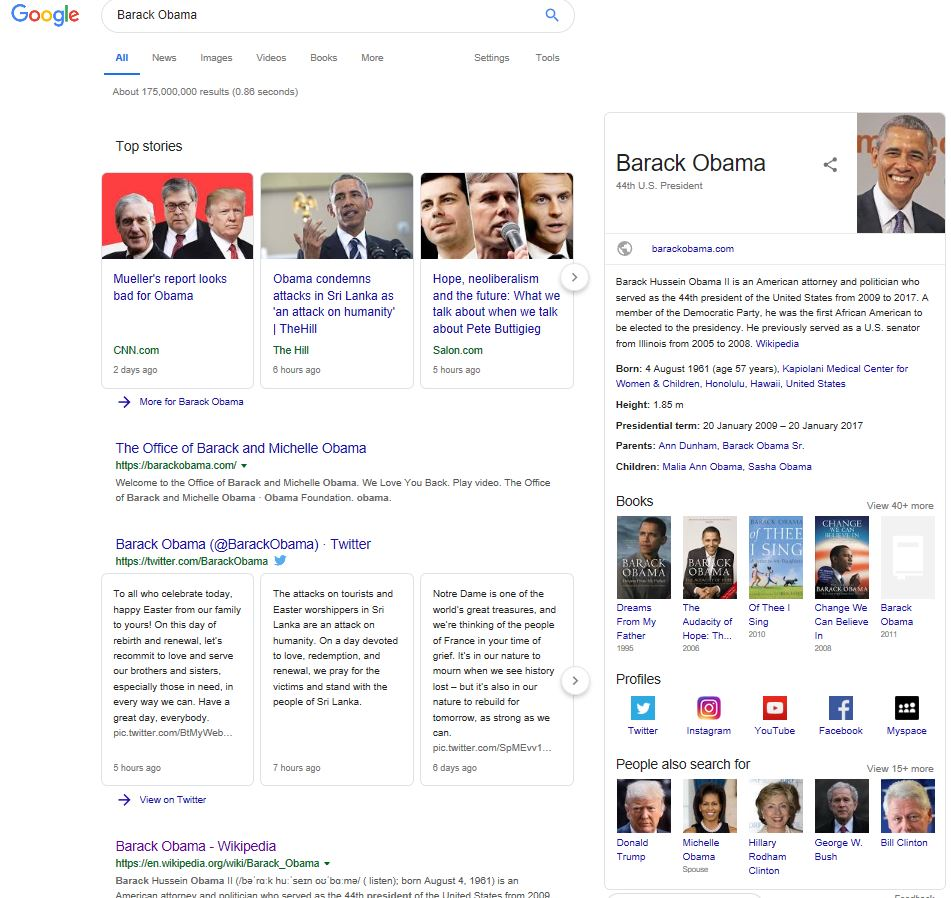 Google
Barack Obama
All
News
Images
Videos
Books
More
Settings
Tools
About 175,000,000 results (0.86 seconds)
Top stories
Mueller's report looks
bad for Obama
CNN.com
2 days ago
Obama condemns
attacks in Sri Lanka as
'an attack on humanity'
| TheHill
The Hill
6 hours ago
Hope, neoliberalism
and the future: What we
talk about when we talk
about Pete Buttigieg
Salon.com
5 hours ago
More for Barack Obama
The Office of Barack and Michelle Obama
https://barackobama.com/
Welcome to the Office of Barack and Michelle Obama. We Love You Back. Play video. The Office
of Barack and Michelle Obama · Obama Foundation. obama.
Barack Obama (@BarackObama) · Twitter
https://twitter.com/BarackObama
To all who celebrate today,
happy Easter from our family
to yours! On this day of
rebirth and renewal, let's
recommit to love and serve
our brothers and sisters,
especially those in need, in
every way we can. Have a
great day, everybody.
pic.twitter.com/BtMyWeb...
5 hours ago
The attacks on tourists and
Easter worshippers in Sri
Lanka are an attack on
humanity. On a day devoted
to love, redemption, and
renewal, we pray for the
victims and stand with the
people of Sri Lanka.
7 hours ago
Notre Dame is one of the
world's great treasures, and
we're thinking of the people
of France in your time of
grief. It's in our nature to
mourn when we see history
lost – but it's also in our
nature to rebuild for
tomorrow, as strong as we
can.
pic.twitter.com/SpMEvv1...
6 days ago
View on Twitter
Barack Obama - Wikipedia
https://en.wikipedia.org/wiki/Barack_Obama
Barack Hussein Obama II (/bəˈrɑːk huːˈseɪn oʊˈbɑːmə/ ( listen); born August 4, 1961) is an
American attorney and politician who served as the 44th president of the United States from 2009
Barack Obama
44th U.S. President
barackobama.com
Barack Hussein Obama II is an American attorney and politician who
served as the 44th president of the United States from 2009 to 2017. A
member of the Democratic Party, he was the first African American to
be elected to the presidency. He previously served as a U.S. senator
from Illinois from 2005 to 2008. Wikipedia
Born: 4 August 1961 (age 57 years), Kapiolani Medical Center for
Women & Children, Honolulu, Hawaii, United States
Height: 1.85 m
Presidential term: 20 January 2009 – 20 January 2017
Parents: Ann Dunham, Barack Obama Sr.
Children: Malia Ann Obama, Sasha Obama
Books
View 40+ more
BARACK
OBAMA
BARACK
OBAMA
BARACK OBAMA
OF THEE
I SING
CHANGE
WE CAN
BELIEVE IN
BARACK OBAMA
Dreams
From My
Father
1995
The
Audacity of
Hope: Th...
2006
Of Thee I
Sing
2010
Change We
Can Believe
In
2008
Barack
Obama
2011
Profiles
Twitter
Instagram
YouTube
Facebook
Myspace
People also search for
View 15+ more
Donald
Trump
Michelle
Obama
Spouse
Hillary
Rodham
Clinton
George W.
Bush
Bill Clinton
Feedback